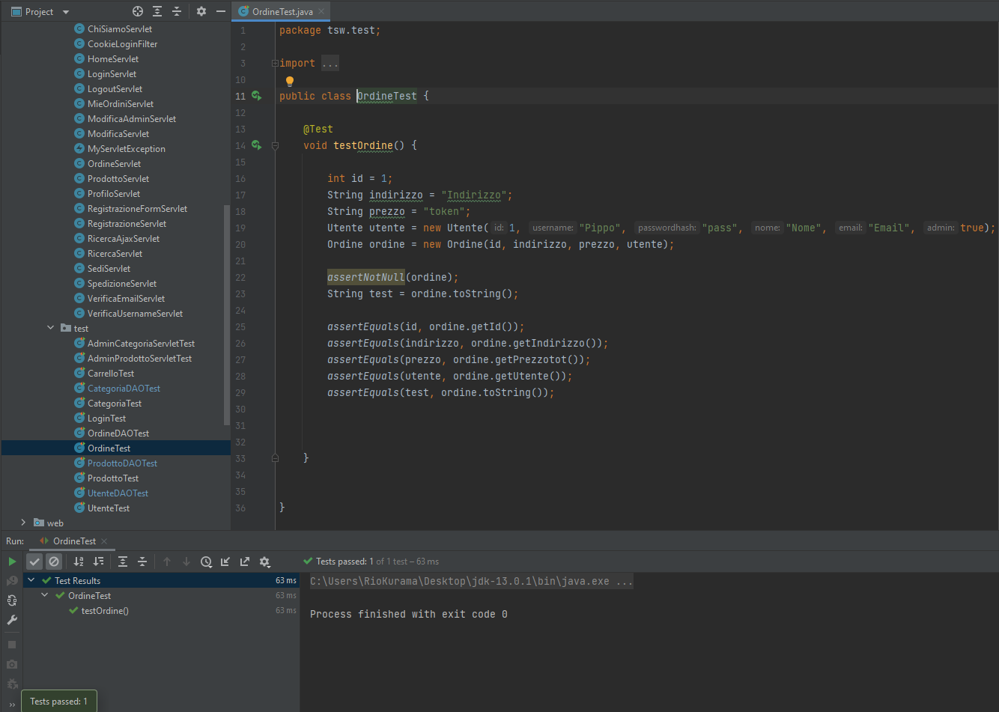 Project
OrdineTest.java
ChiSiamoServlet
CookieLoginFilter
HomeServlet
LoginServlet
LogoutServlet
MieOrdiniServlet
ModificaAdminServlet
ModificaServlet
MyServletException
OrdineServlet
ProdottoServlet
ProfiloServlet
RegistrazioneFormServlet
RegistrazioneServlet
RicercaAjaxServlet
RicercaServlet
SediServlet
SpedizioneServlet
VerificaEmailServlet
VerificaUsernameServlet
test
AdminCategoriaServletTest
AdminProdottoServletTest
CarrelloTest
CategoriaDAOTest
CategoriaTest
LoginTest
OrdineDAOTest
OrdineTest
ProdottoDAOTest
ProdottoTest
UtenteDAOTest
UtenteTest
web
1 package tsw.test;
2
3 import ...
10
11 public class OrdineTest {
12
13 @Test
14 void testOrdine() {
15
16 int id = 1;
17 String indirizzo = "Indirizzo";
18 String prezzo = "token";
19 Utente utente = new Utente( id: 1, username: "Pippo", passwordhash: "pass", nome: "Nome", email: "Email", admin: true);
20 Ordine ordine = new Ordine(id, indirizzo, prezzo, utente);
21
22 assertNotNull(ordine);
23 String test = ordine.toString();
24
25 assertEquals(id, ordine.getId());
26 assertEquals(indirizzo, ordine.getIndirizzo());
27 assertEquals(prezzo, ordine.getPrezzotot());
28 assertEquals(utente, ordine.getUtente());
29 assertEquals(test, ordine.toString());
30
31
32
33 }
34
35
36 }
Run: OrdineTest
Tests passed: 1 of 1 test – 63 ms
Test Results 63 ms
OrdineTest 63 ms
testOrdine() 63 ms
C:\Users\RioKurama\Desktop\jdk-13.0.1\bin\java.exe ...
Process finished with exit code 0
Tests passed: 1